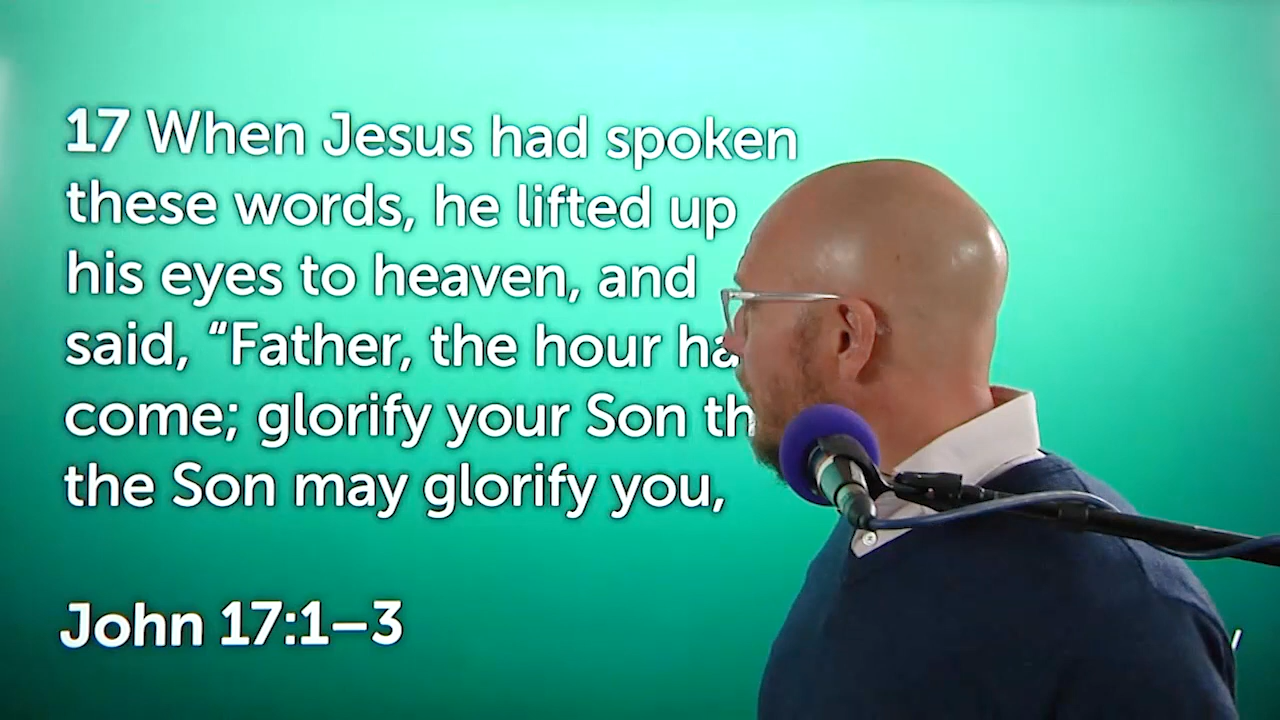 17 When Jesus had spoken
these words, he lifted up
his eyes to heaven, and
said, “Father, the hour
come; glorify your Son
the Son may glorify you,
John 17:1–3